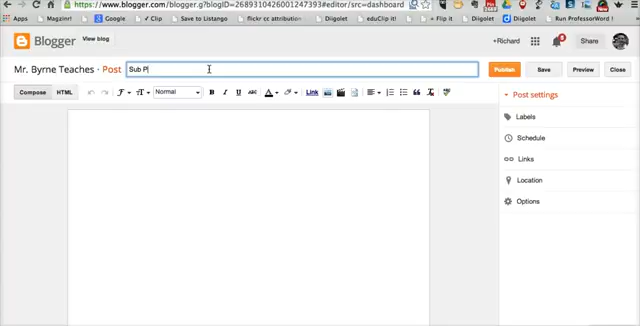 https://www.blogger.com/blogger.g?blogID=2689310426001247393#editor/src=dashboard
Apps Magzinr! Clip Save to Listango flickr cc attribution Diigolet eduClip it! + Flip it Diigolet Run ProfessorWord !
Blogger View blog +Richard Share
Mr. Byrne Teaches · Post Sub P Publish Save Preview Close
Compose HTML Normal B I U ABC A Link
Post settings
Labels
Schedule
Links
Location
Options